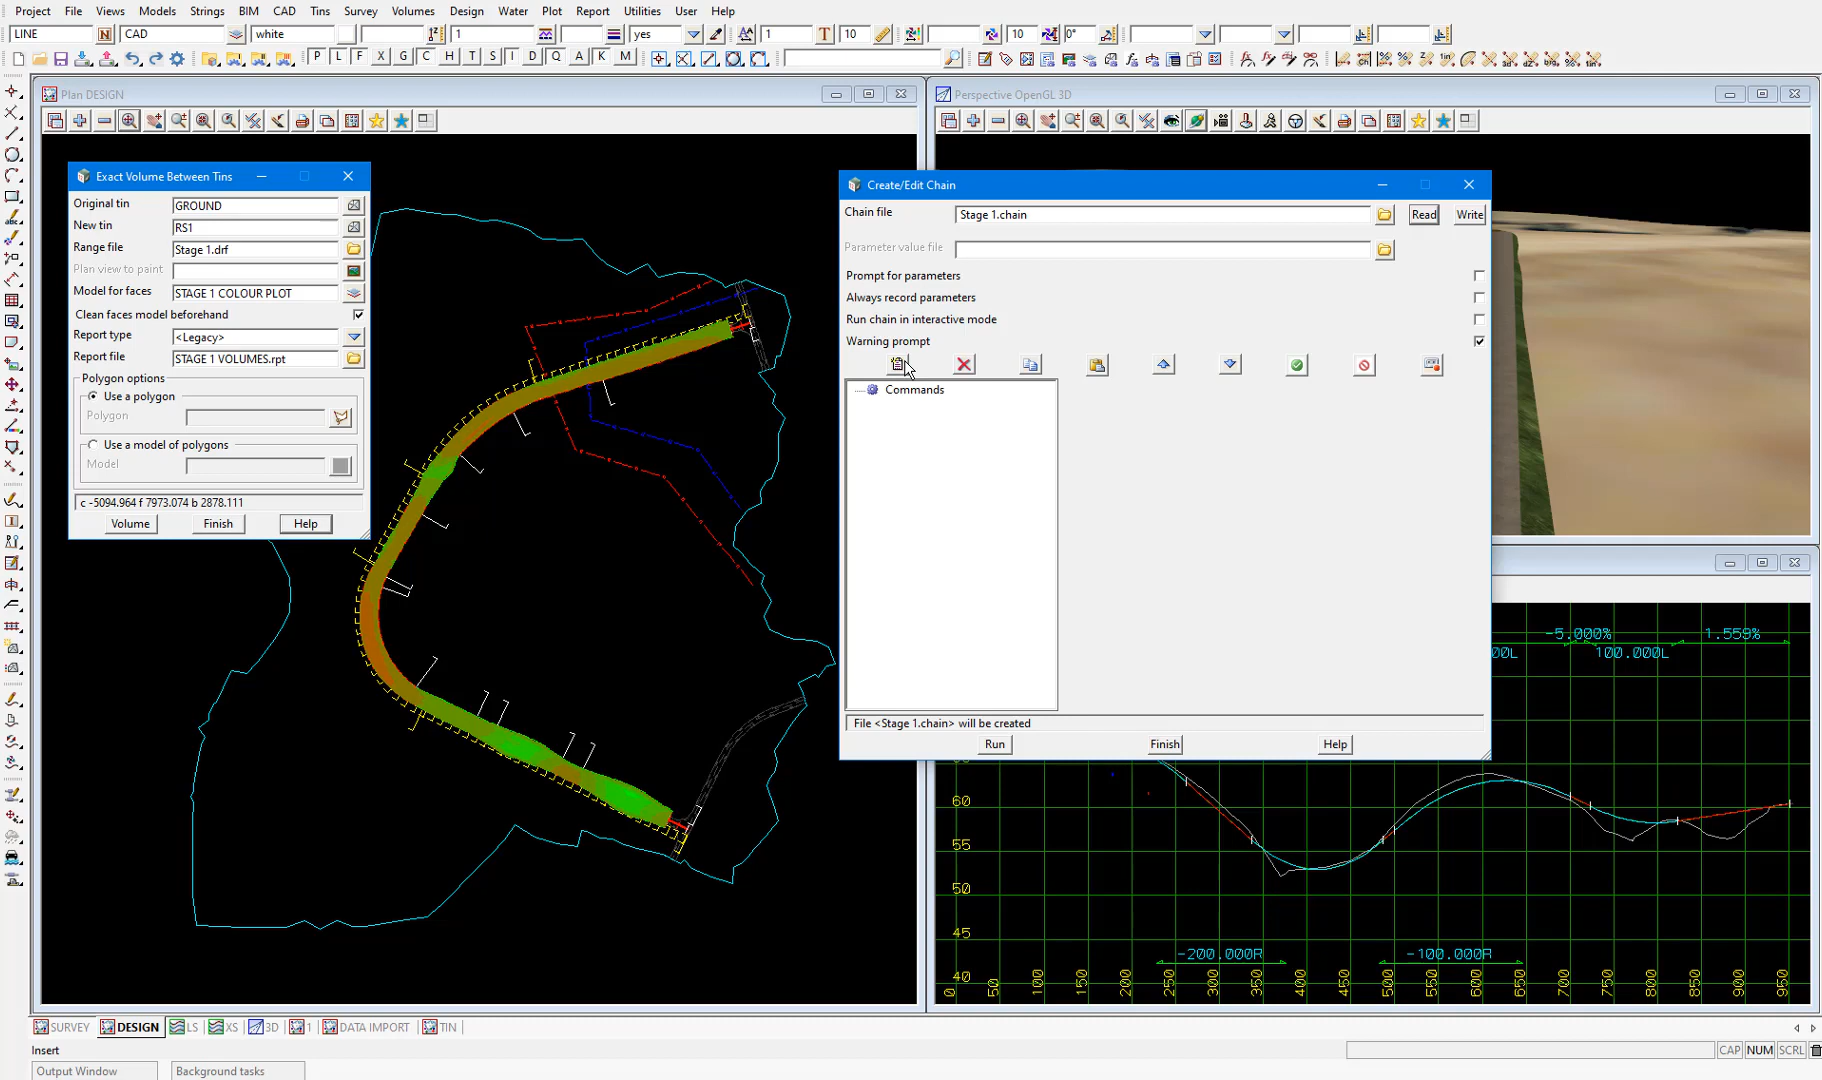 Project File Views Models Strings BIM CAD Tins Survey Volumes Design Water Plot Report Utilities User Help
LINE N CAD white 1 yes 1 T 10 10 0°
P L F X G C H T S I D Q A K M
Plan DESIGN
Perspective OpenGL 3D
Exact Volume Between Tins
Original tin GROUND
New tin RS1
Range file Stage 1.drf
Plan view to paint
Model for faces STAGE 1 COLOUR PLOT
Clean faces model beforehand
Report type <Legacy>
Report file STAGE 1 VOLUMES.rpt
Polygon options
Use a polygon
Polygon
Use a model of polygons
Model
c -5094.964 f 7973.074 b 2878.111
Volume Finish Help
Create/Edit Chain
Chain file Stage 1.chain Read Write
Parameter value file
Prompt for parameters
Always record parameters
Run chain in interactive mode
Warning prompt
Commands
File <Stage 1.chain> will be created
Run Finish Help
-5.000% 1.559%
00L 100.000L
60
55
50
45
40
-200.000R -100.000R
0 50 100 150 200 250 300 350 400 450 500 550 600 650 700 750 800 850 900 950
SURVEY DESIGN LS XS 3D 1 DATA IMPORT TIN
Insert CAP NUM SCRL
Output Window Background tasks